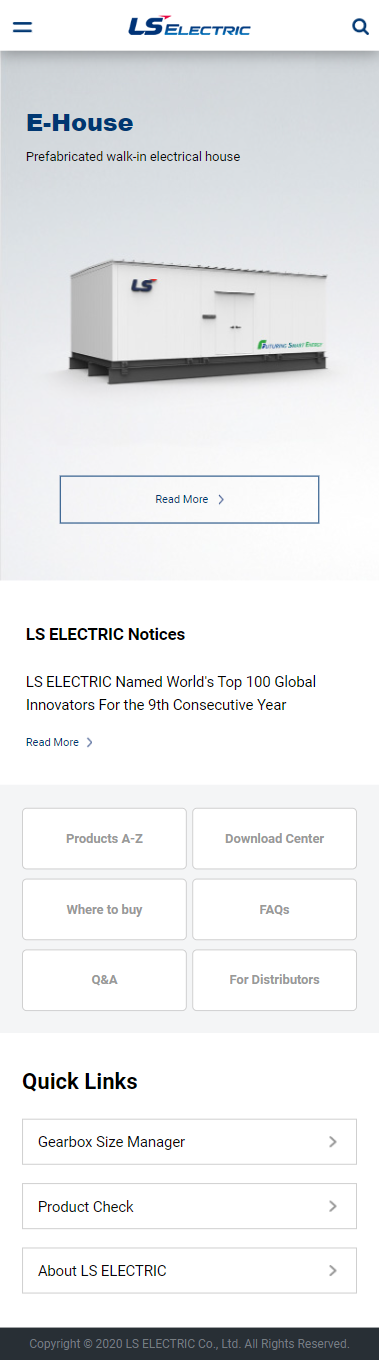 LS ELECTRIC
E-House
Prefabricated walk-in electrical house
LS
FUTURING SMART ENERGY
Read More
LS ELECTRIC Notices
LS ELECTRIC Named World's Top 100 Global
Innovators For the 9th Consecutive Year
Read More
Products A-Z
Download Center
Where to buy
FAQs
Q&A
For Distributors
Quick Links
Gearbox Size Manager
Product Check
About LS ELECTRIC
Copyright © 2020 LS ELECTRIC Co., Ltd. All Rights Reserved.